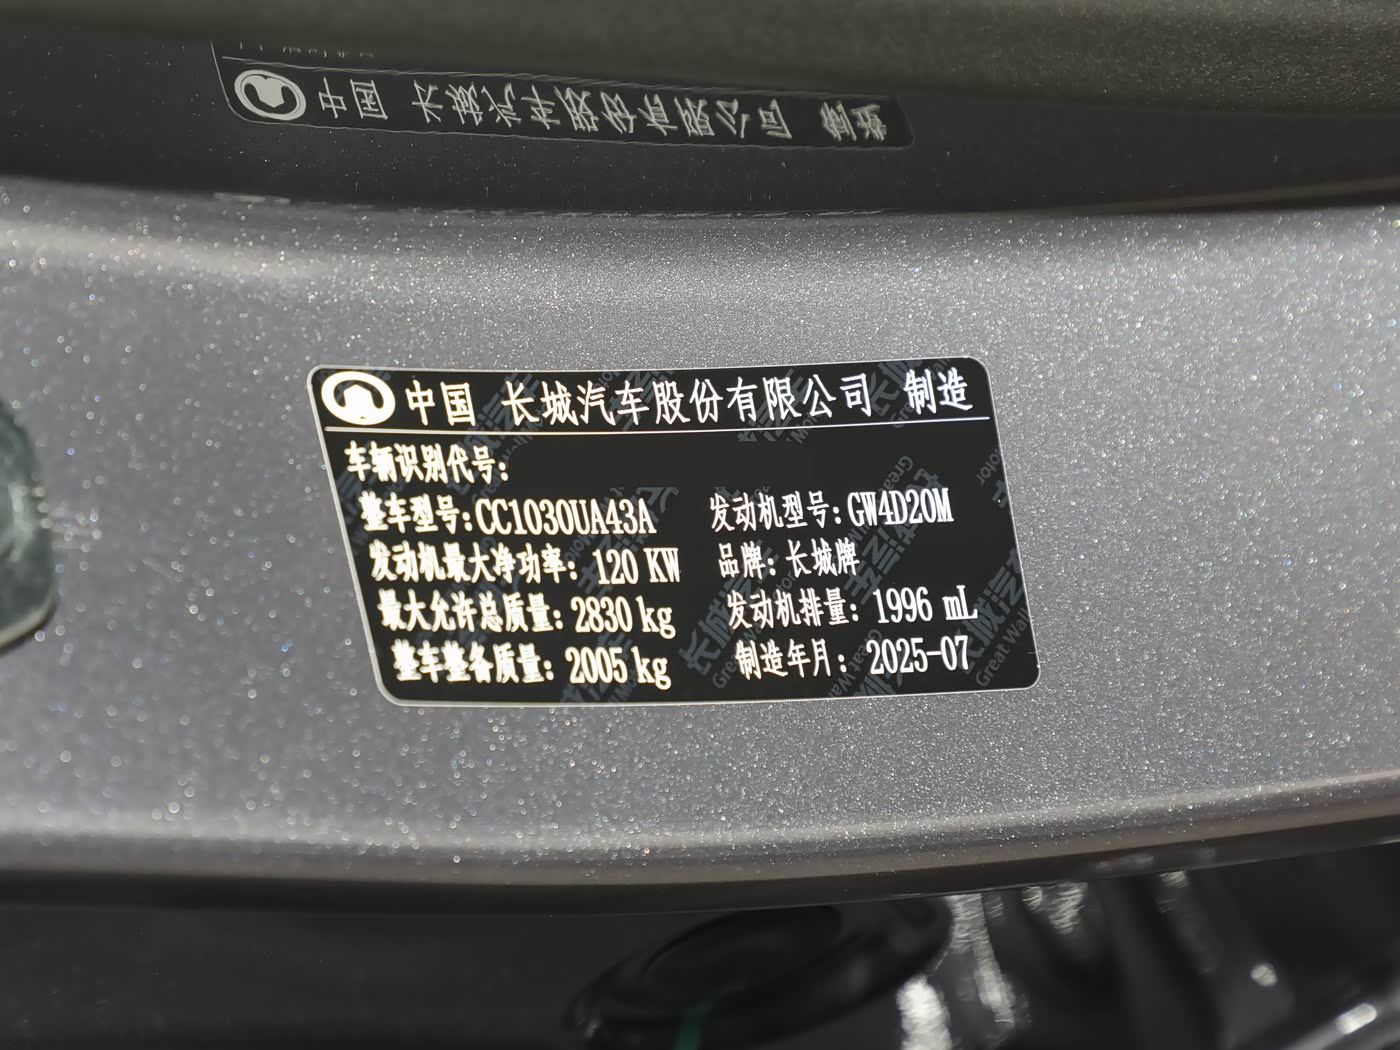 中国 长城汽车股份有限公司 制造
中国 长城汽车股份有限公司 制造
车辆识别代号:
整车型号:CC1030UA43A 发动机型号:GW4D20M
发动机最大净功率: 120 KW 品牌: 长城牌
最大允许总质量: 2830 kg 发动机排量: 1996 mL
整车整备质量: 2005 kg 制造年月: 2025-07